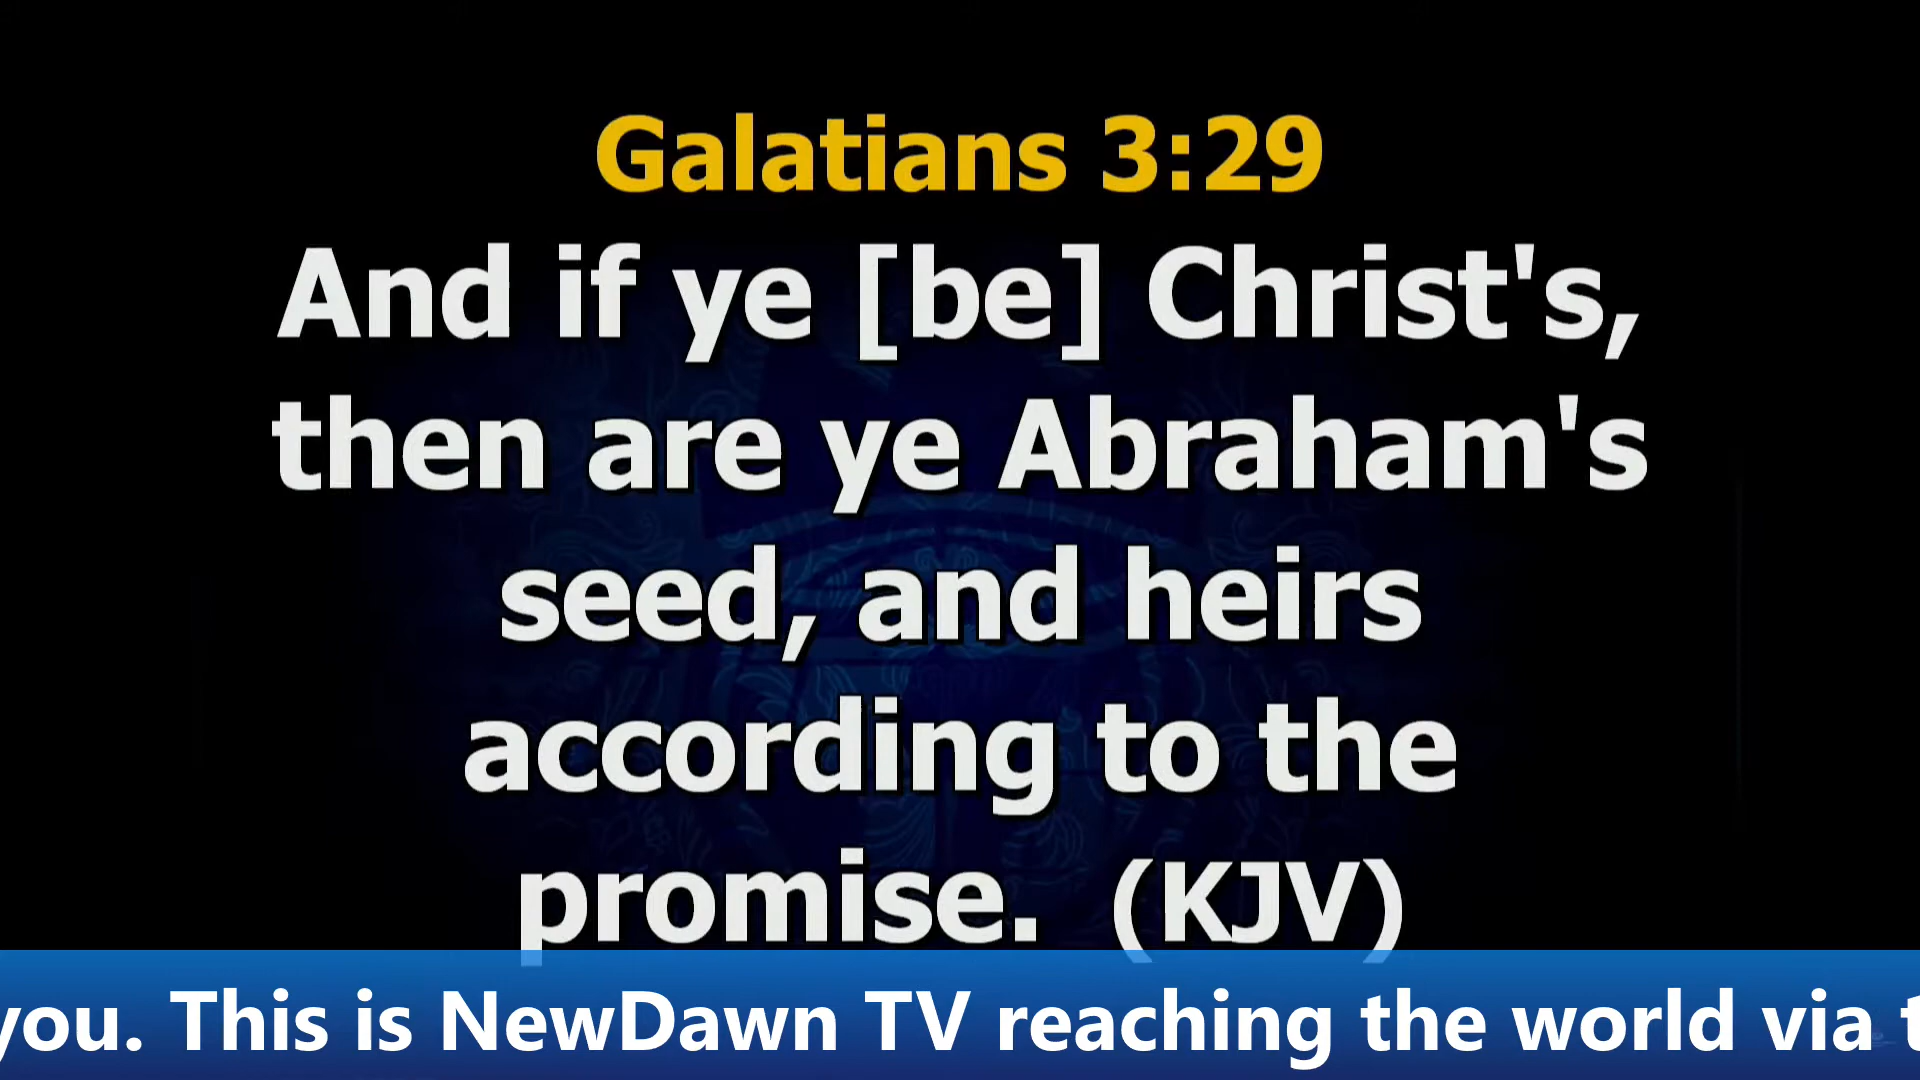 Galatians 3:29
And if ye [be] Christ's,
then are ye Abraham's
seed, and heirs
according to the
promise. (KJV)
you. This is NewDawn TV reaching the world via